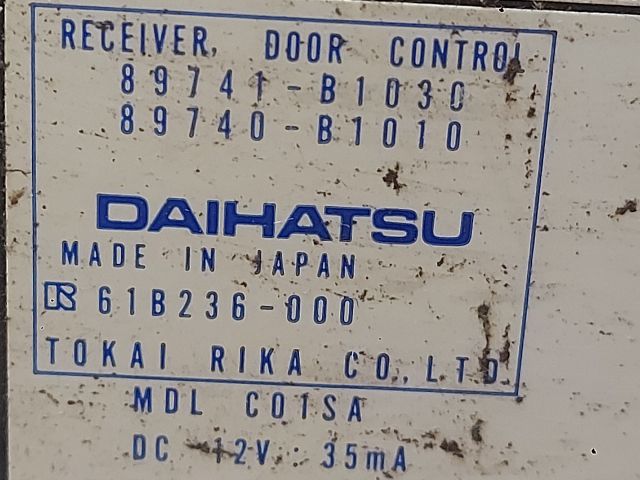 RECEIVER, DOOR CONTROL
89741-B1030
89740-B1010
DAIHATSU
MADE IN JAPAN
R 61B236-000
TOKAI RIKA CO., LTD.
MDL C01SA
DC 12V : 35mA